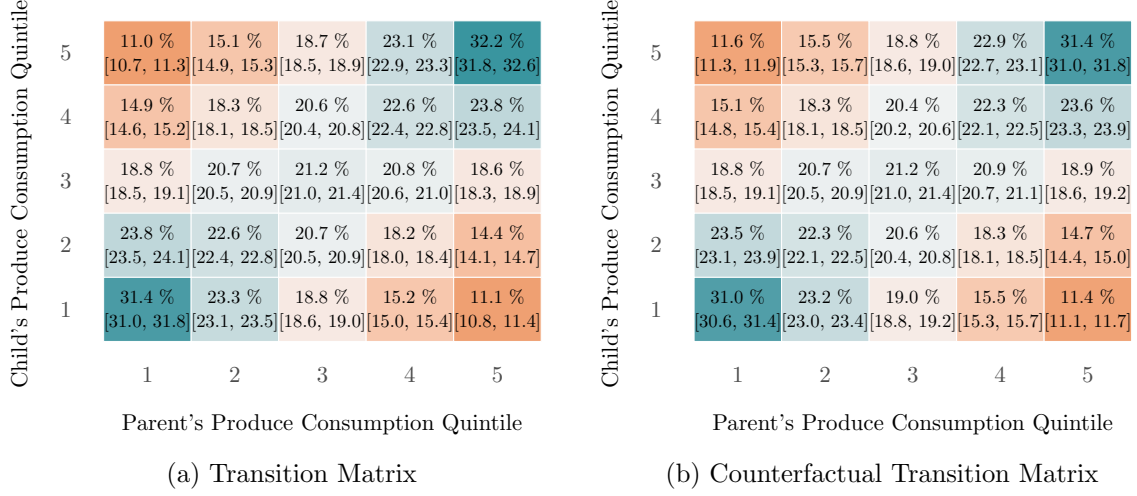 Child's Produce Consumption Quintile
5
11.0 % 15.1 % 18.7 % 23.1 % 32.2 %
[10.7, 11.3] [14.9, 15.3] [18.5, 18.9] [22.9, 23.3] [31.8, 32.6]
4
14.9 % 18.3 % 20.6 % 22.6 % 23.8 %
[14.6, 15.2] [18.1, 18.5] [20.4, 20.8] [22.4, 22.8] [23.5, 24.1]
3
18.8 % 20.7 % 21.2 % 20.8 % 18.6 %
[18.5, 19.1] [20.5, 20.9] [21.0, 21.4] [20.6, 21.0] [18.3, 18.9]
2
23.8 % 22.6 % 20.7 % 18.2 % 14.4 %
[23.5, 24.1] [22.4, 22.8] [20.5, 20.9] [18.0, 18.4] [14.1, 14.7]
1
31.4 % 23.3 % 18.8 % 15.2 % 11.1 %
[31.0, 31.8] [23.1, 23.5] [18.6, 19.0] [15.0, 15.4] [10.8, 11.4]
1 2 3 4 5
Parent's Produce Consumption Quintile
(a) Transition Matrix
Child's Produce Consumption Quintile
5
11.6 % 15.5 % 18.8 % 22.9 % 31.4 %
[11.3, 11.9] [15.3, 15.7] [18.6, 19.0] [22.7, 23.1] [31.0, 31.8]
4
15.1 % 18.3 % 20.4 % 22.3 % 23.6 %
[14.8, 15.4] [18.1, 18.5] [20.2, 20.6] [22.1, 22.5] [23.3, 23.9]
3
18.8 % 20.7 % 21.2 % 20.9 % 18.9 %
[18.5, 19.1] [20.5, 20.9] [21.0, 21.4] [20.7, 21.1] [18.6, 19.2]
2
23.5 % 22.3 % 20.6 % 18.3 % 14.7 %
[23.1, 23.9] [22.1, 22.5] [20.4, 20.8] [18.1, 18.5] [14.4, 15.0]
1
31.0 % 23.2 % 19.0 % 15.5 % 11.4 %
[30.6, 31.4] [23.0, 23.4] [18.8, 19.2] [15.3, 15.7] [11.1, 11.7]
1 2 3 4 5
Parent's Produce Consumption Quintile
(b) Counterfactual Transition Matrix